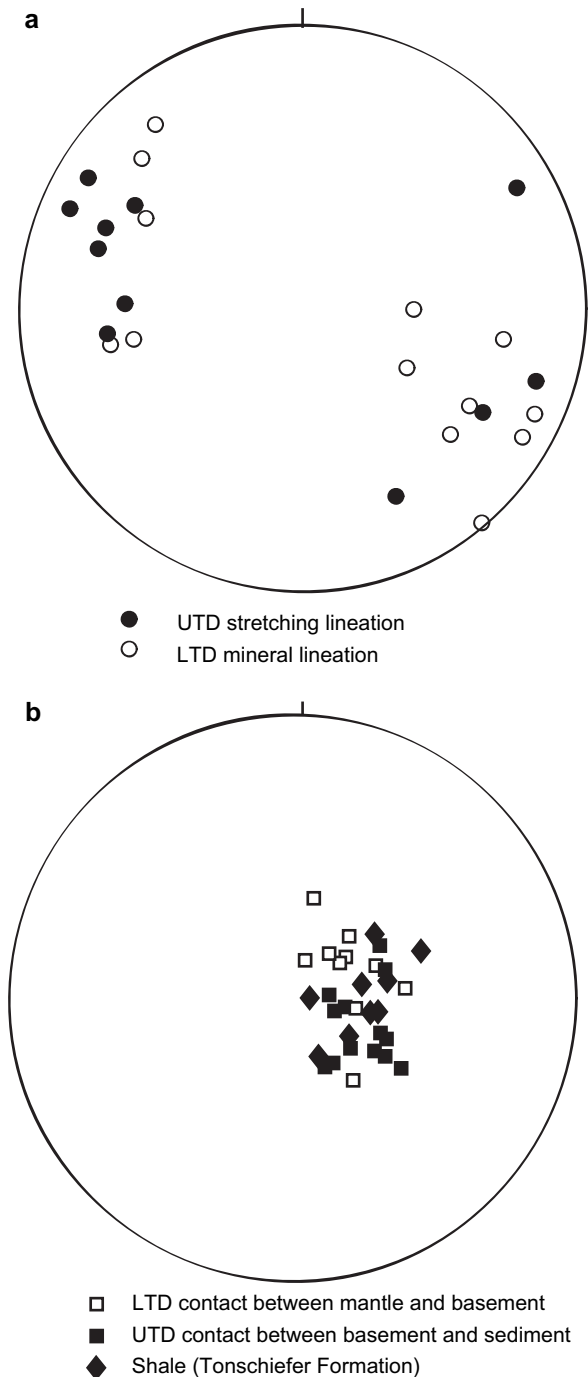 a
UTD stretching lineation
LTD mineral lineation
b
LTD contact between mantle and basement
UTD contact between basement and sediment
Shale (Tonschiefer Formation)